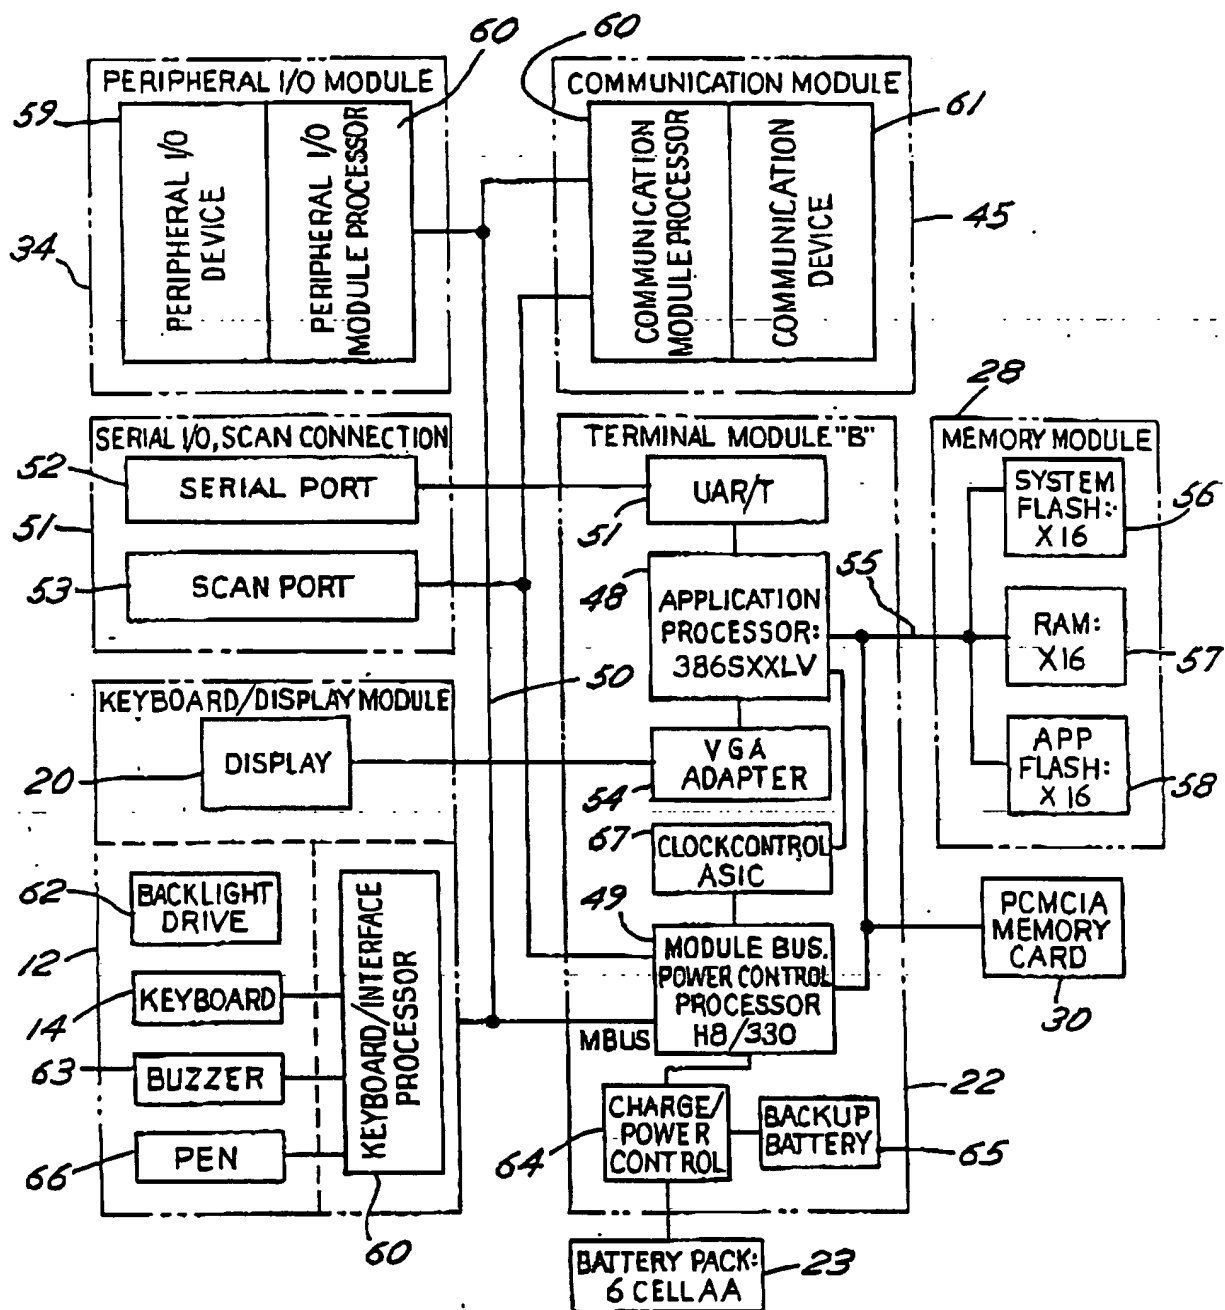 60
60
PERIPHERAL I/O MODULE
COMMUNICATION MODULE
59
61
PERIPHERAL I/O
DEVICE
PERIPHERAL I/O
MODULE PROCESSOR
COMMUNICATION
MODULE PROCESSOR
COMMUNICATION
DEVICE
34
45
28
SERIAL I/O, SCAN CONNECTION
TERMINAL MODULE "B"
MEMORY MODULE
52
SERIAL PORT
UAR/T
SYSTEM
FLASH:
X16
56
51
51
53
SCAN PORT
48
APPLICATION
PROCESSOR:
386SXXLV
55
RAM:
X16
57
50
KEYBOARD/DISPLAY MODULE
DISPLAY
20
VGA
ADAPTER
54
APP
FLASH:
X16
58
67
CLOCKCONTROL
ASIC
62
BACKLIGHT
DRIVE
KEYBOARD/INTERFACE
PROCESSOR
49
MODULE BUS.
POWER CONTROL
PROCESSOR
H8/330
PCMCIA
MEMORY
CARD
30
12
KEYBOARD
14
MBUS
63
BUZZER
22
CHARGE/
POWER
CONTROL
64
BACKUP
BATTERY
65
66
PEN
60
BATTERY PACK:
6 CELL AA
23